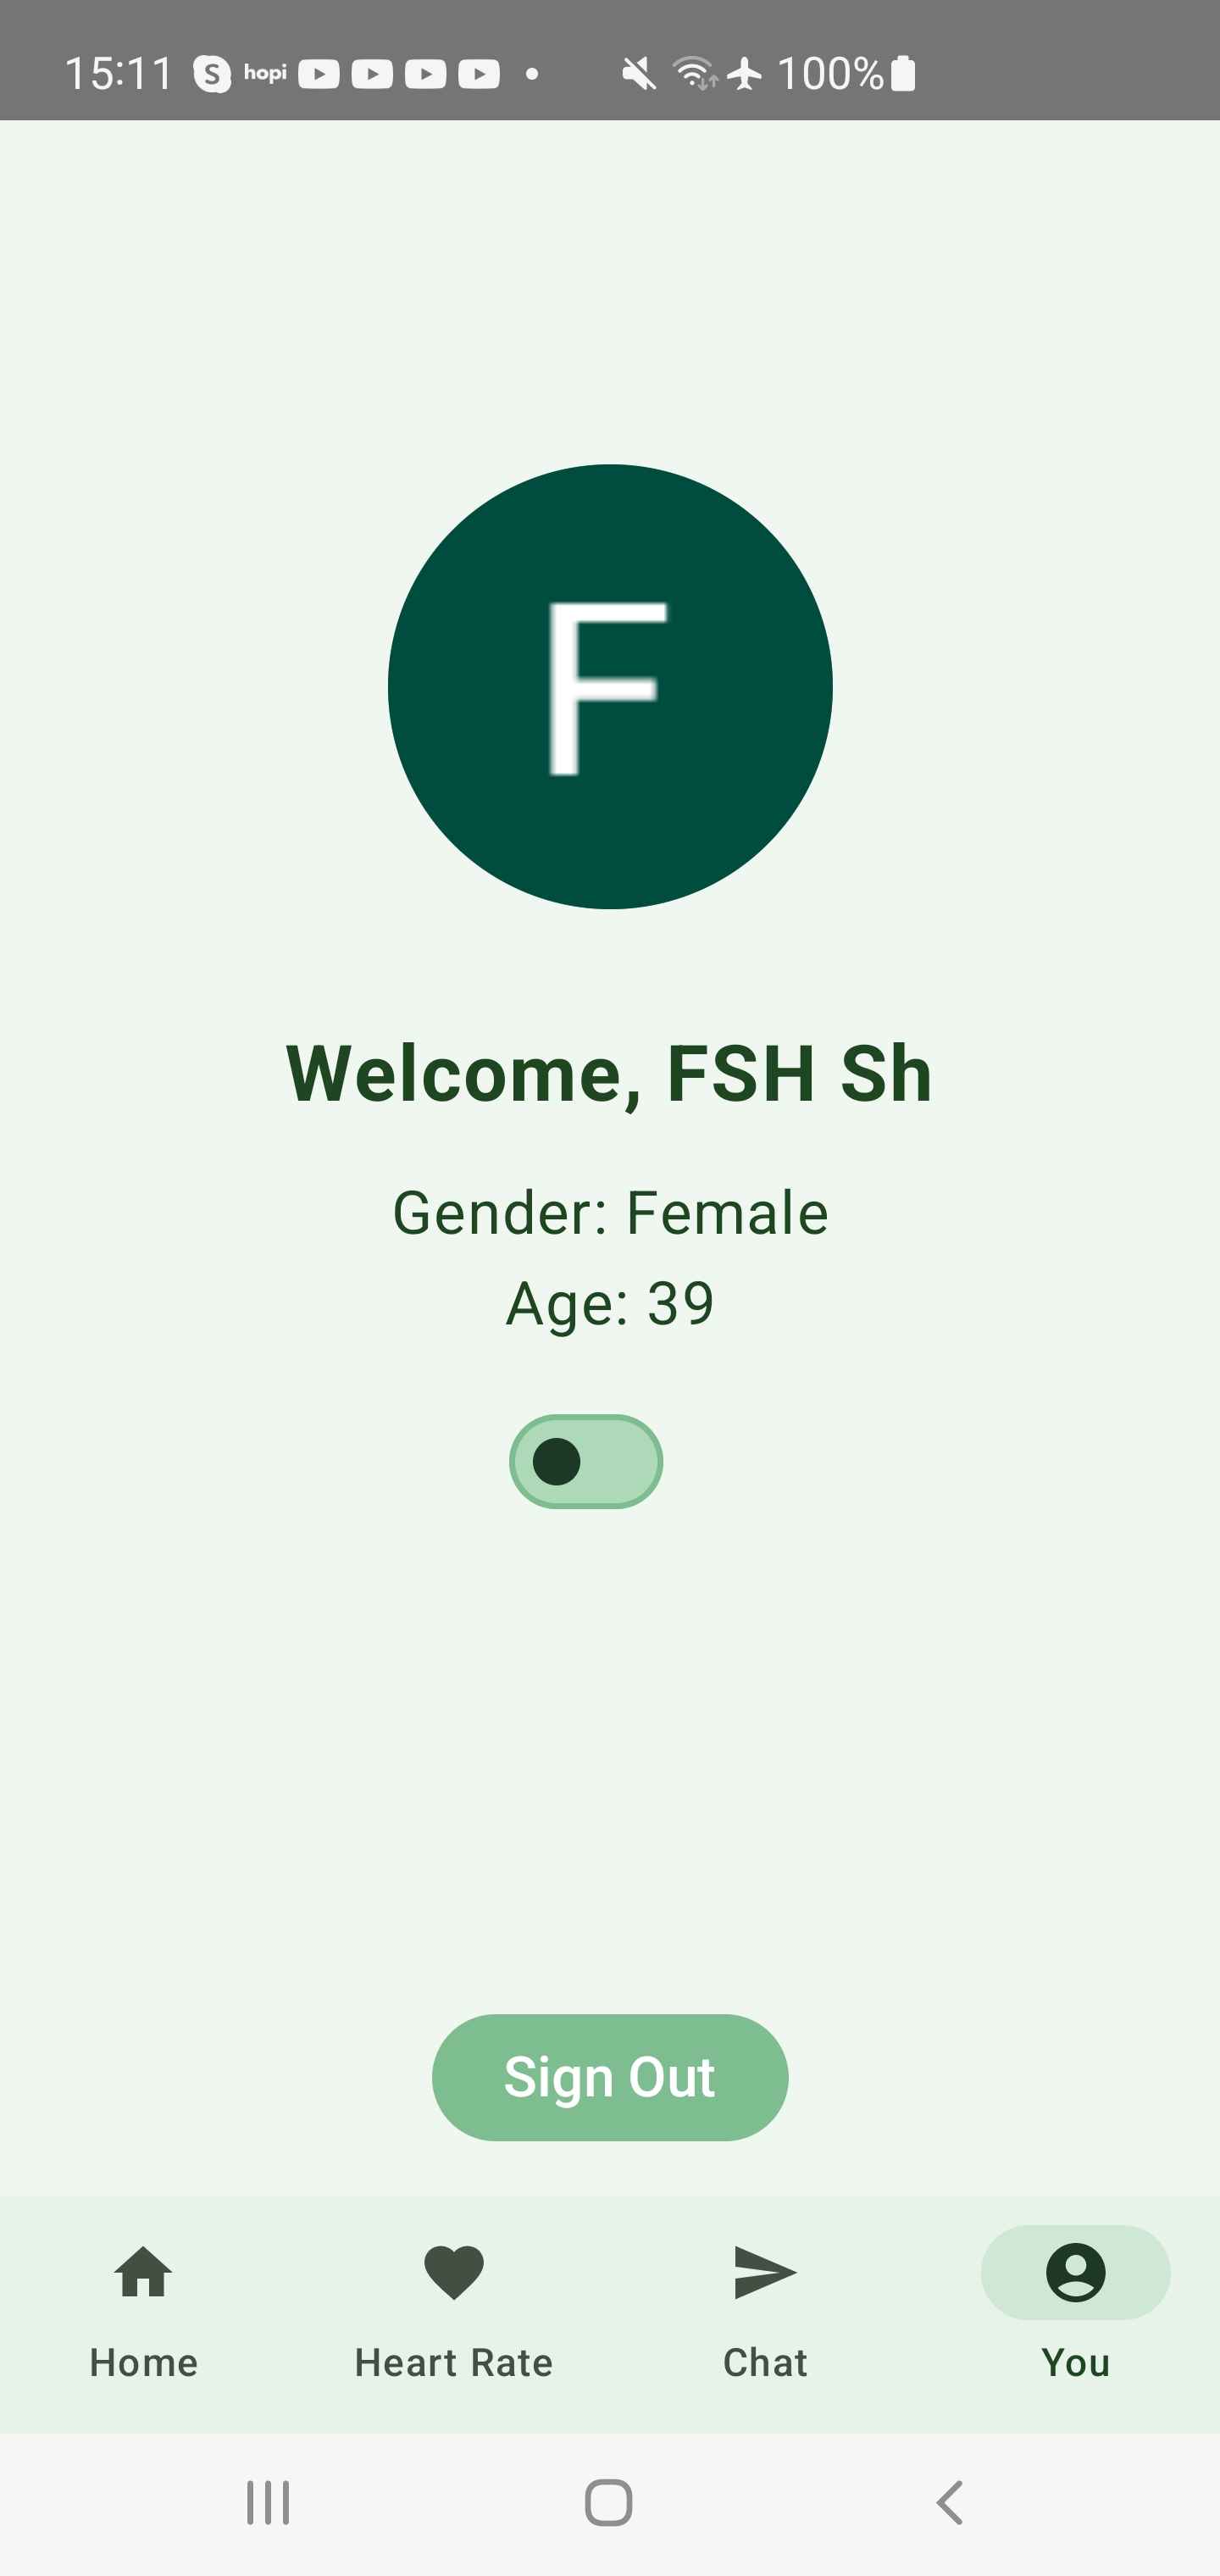 15:11 S hopi 100%
F
Welcome, FSH Sh
Gender: Female
Age: 39
Sign Out
Home Heart Rate Chat You